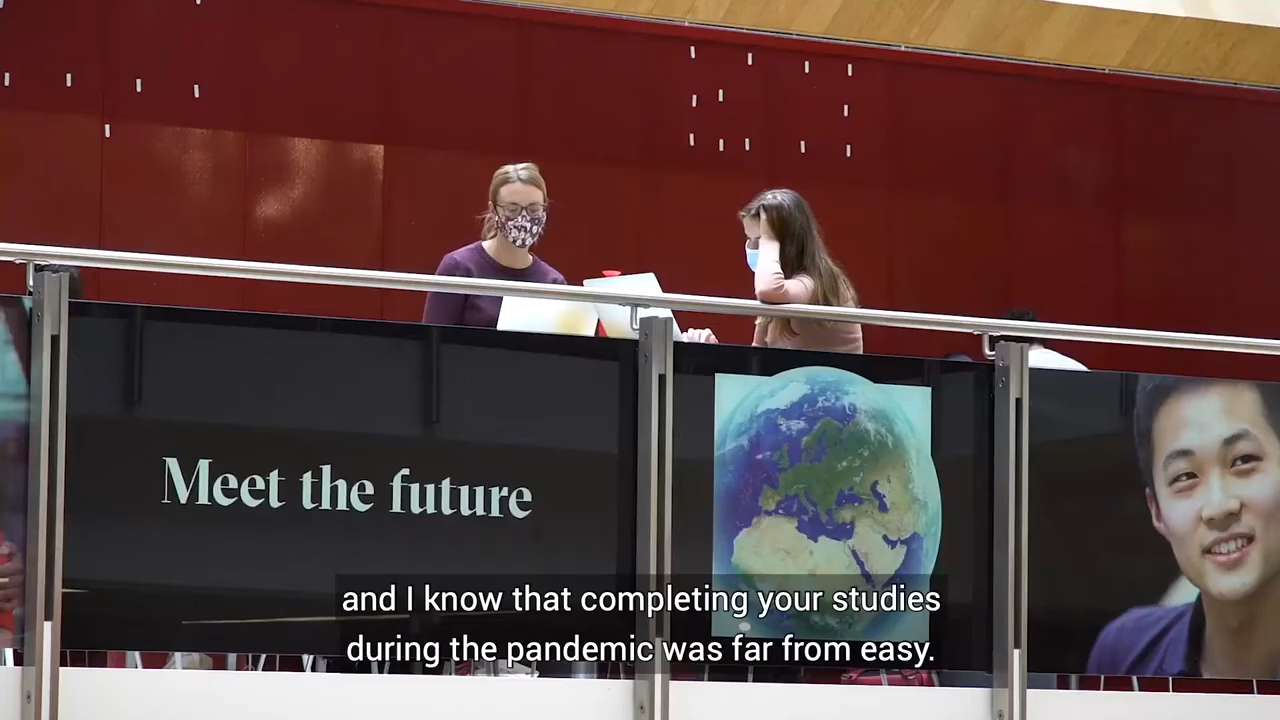 Meet the future
and I know that completing your studies
during the pandemic was far from easy.